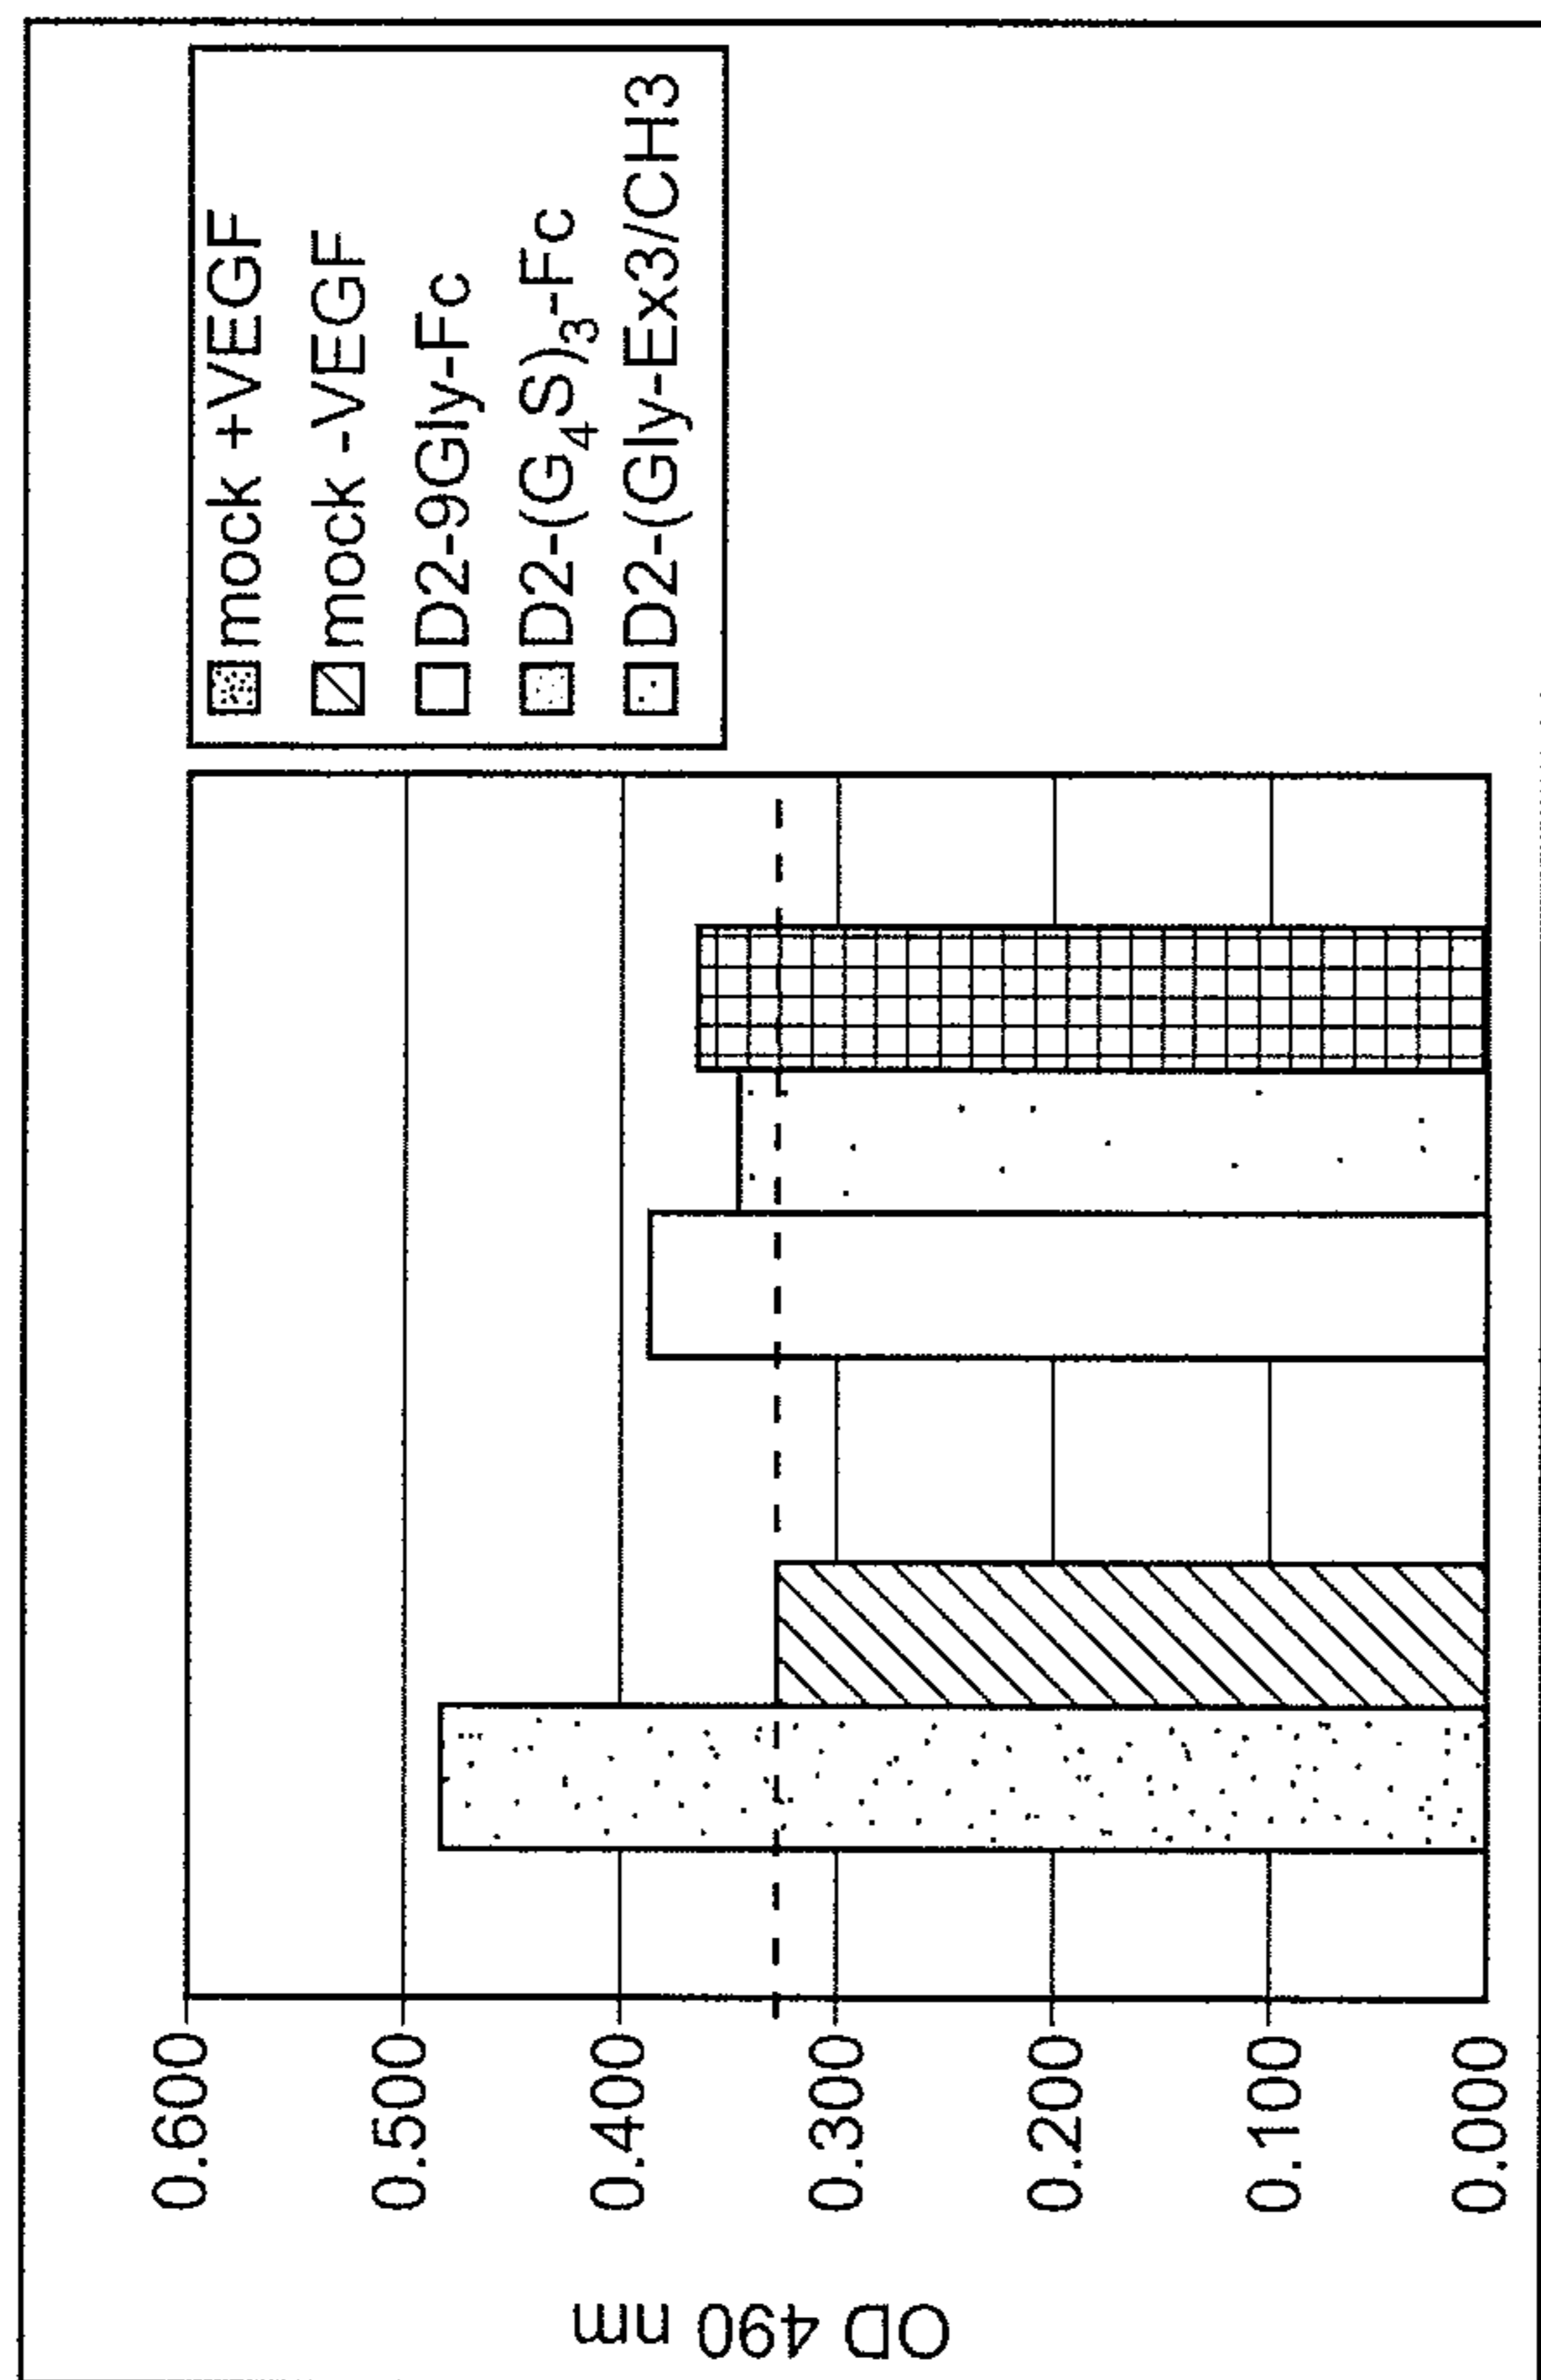 OD 490 nm
0.600
0.500
0.400
0.300
0.200
0.100
0.000
mock +VEGF
mock -VEGF
D2-9Gly-Fc
D2-(G₄S)₃-Fc
D2-(Gly-Ex3/CH3